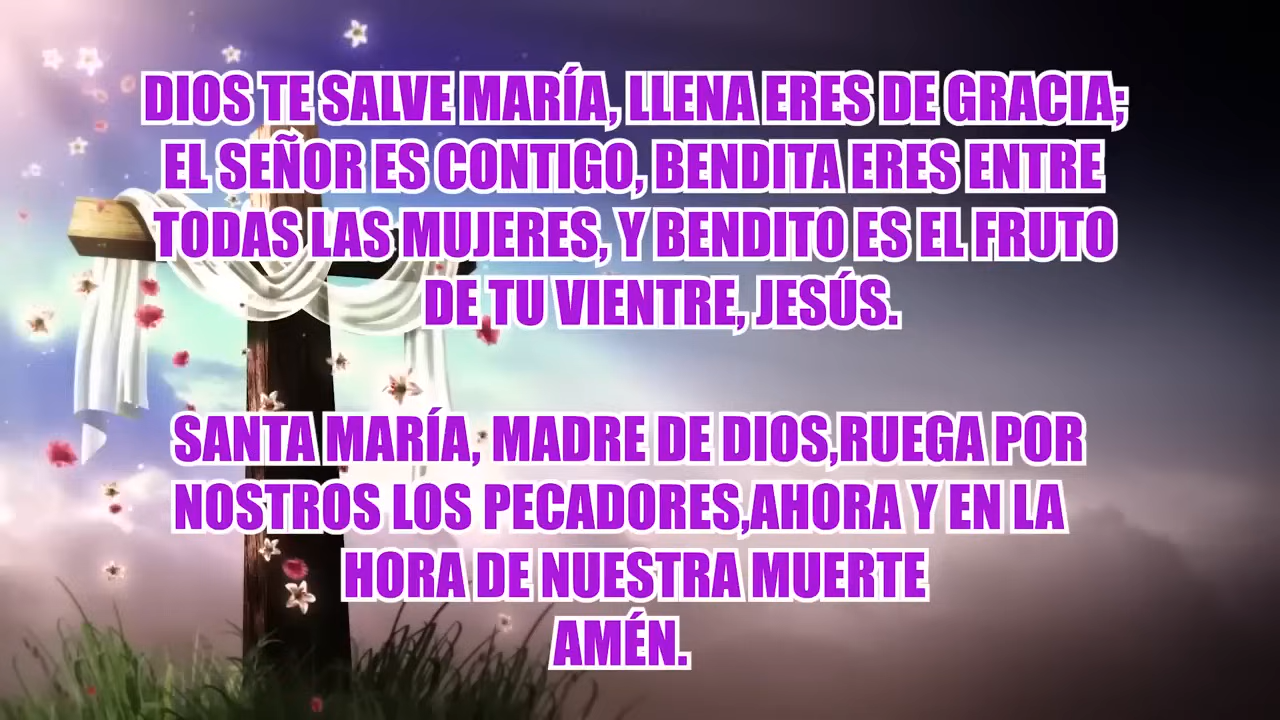 DIOS TE SALVE MARÍA, LLENA ERES DE GRACIA;
EL SEÑOR ES CONTIGO, BENDITA ERES ENTRE
TODAS LAS MUJERES, Y BENDITO ES EL FRUTO
DE TU VIENTRE, JESÚS.
SANTA MARÍA, MADRE DE DIOS,RUEGA POR
NOSTROS LOS PECADORES,AHORA Y EN LA
HORA DE NUESTRA MUERTE
AMÉN.